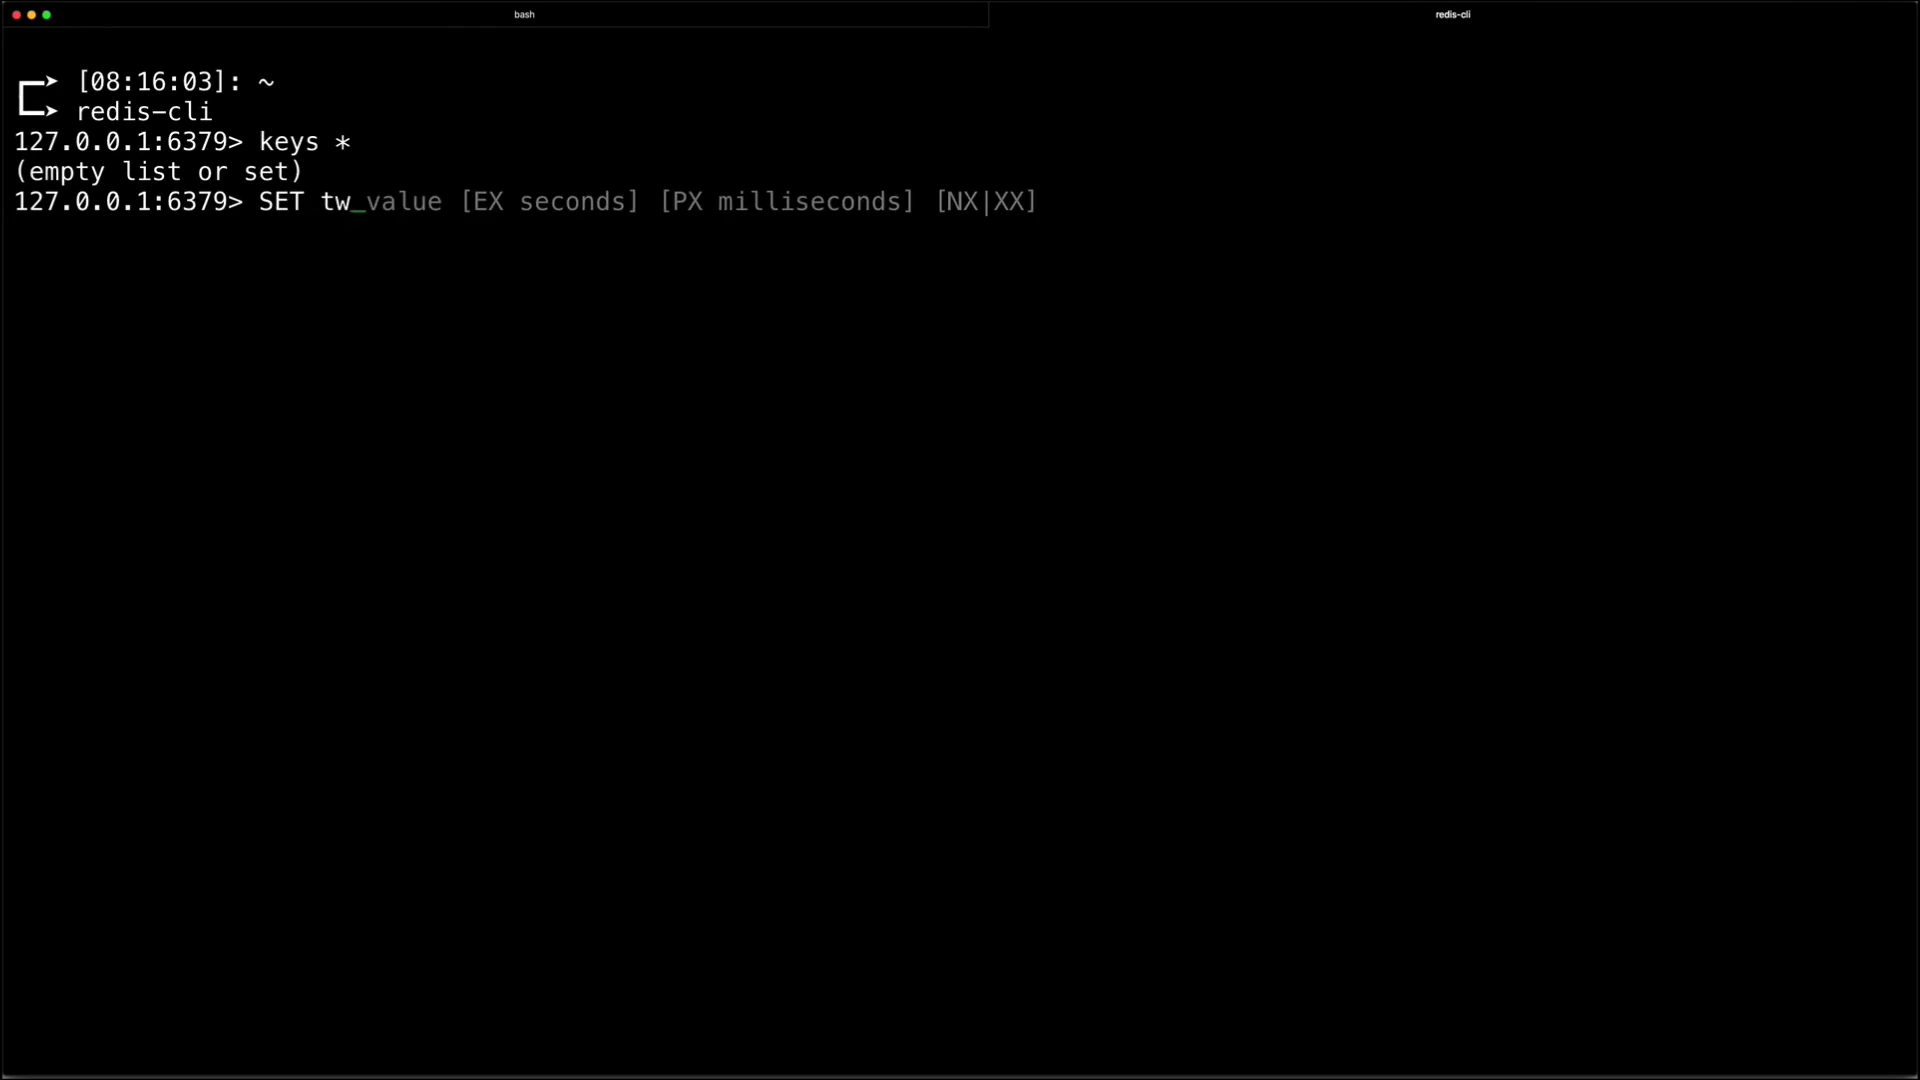 bash
redis-cli
[08:16:03]: ~
redis-cli
127.0.0.1:6379> keys *
(empty list or set)
127.0.0.1:6379> SET tw_value [EX seconds] [PX milliseconds] [NX|XX]